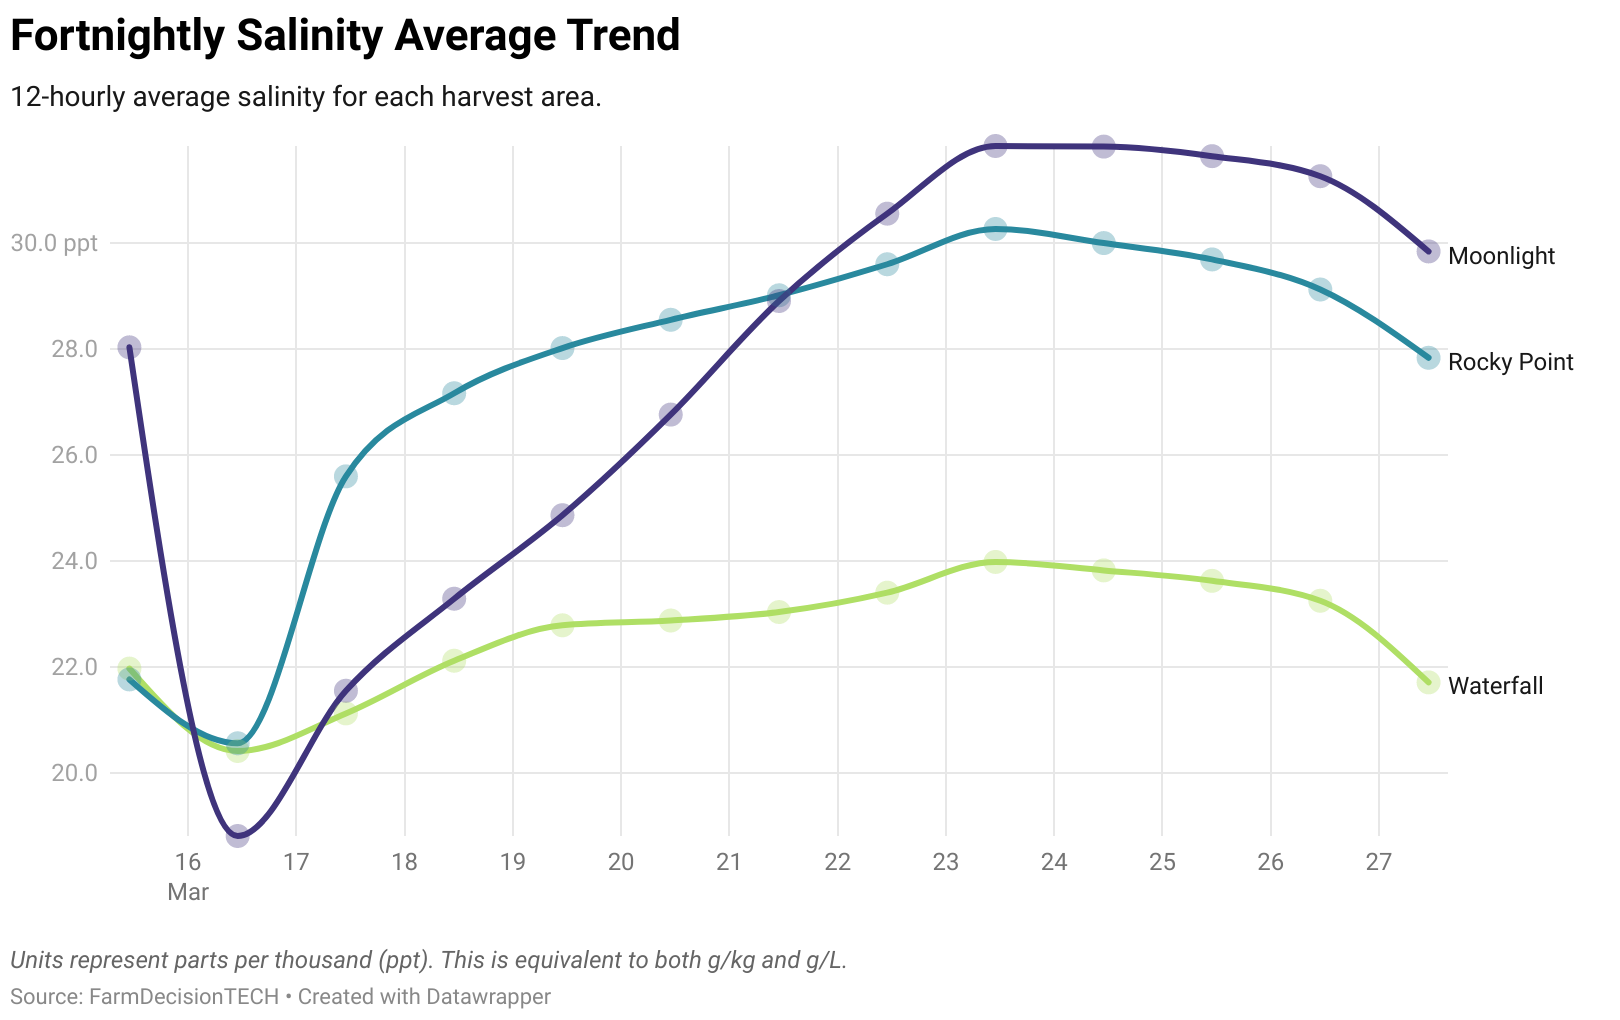 Fortnightly Salinity Average Trend
12-hourly average salinity for each harvest area.
30.0 ppt
28.0
26.0
24.0
22.0
20.0
Moonlight
Rocky Point
Waterfall
16 17 18 19 20 21 22 23 24 25 26 27
Mar
Units represent parts per thousand (ppt). This is equivalent to both g/kg and g/L.
Source: FarmDecisionTECH • Created with Datawrapper